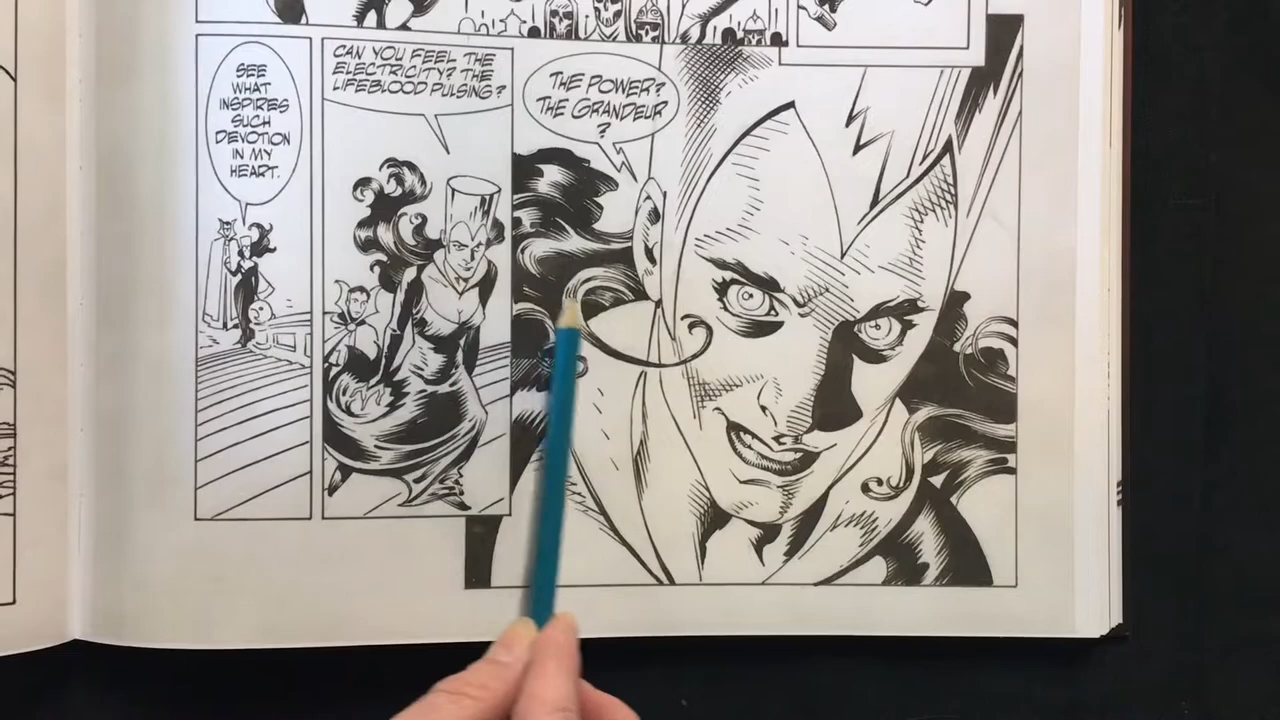 SEE
WHAT
INSPIRES
SUCH
DEVOTION
IN MY
HEART.
CAN YOU FEEL THE
ELECTRICITY? THE
LIFEBLOOD PULSING?
THE POWER?
THE GRANDEUR
?